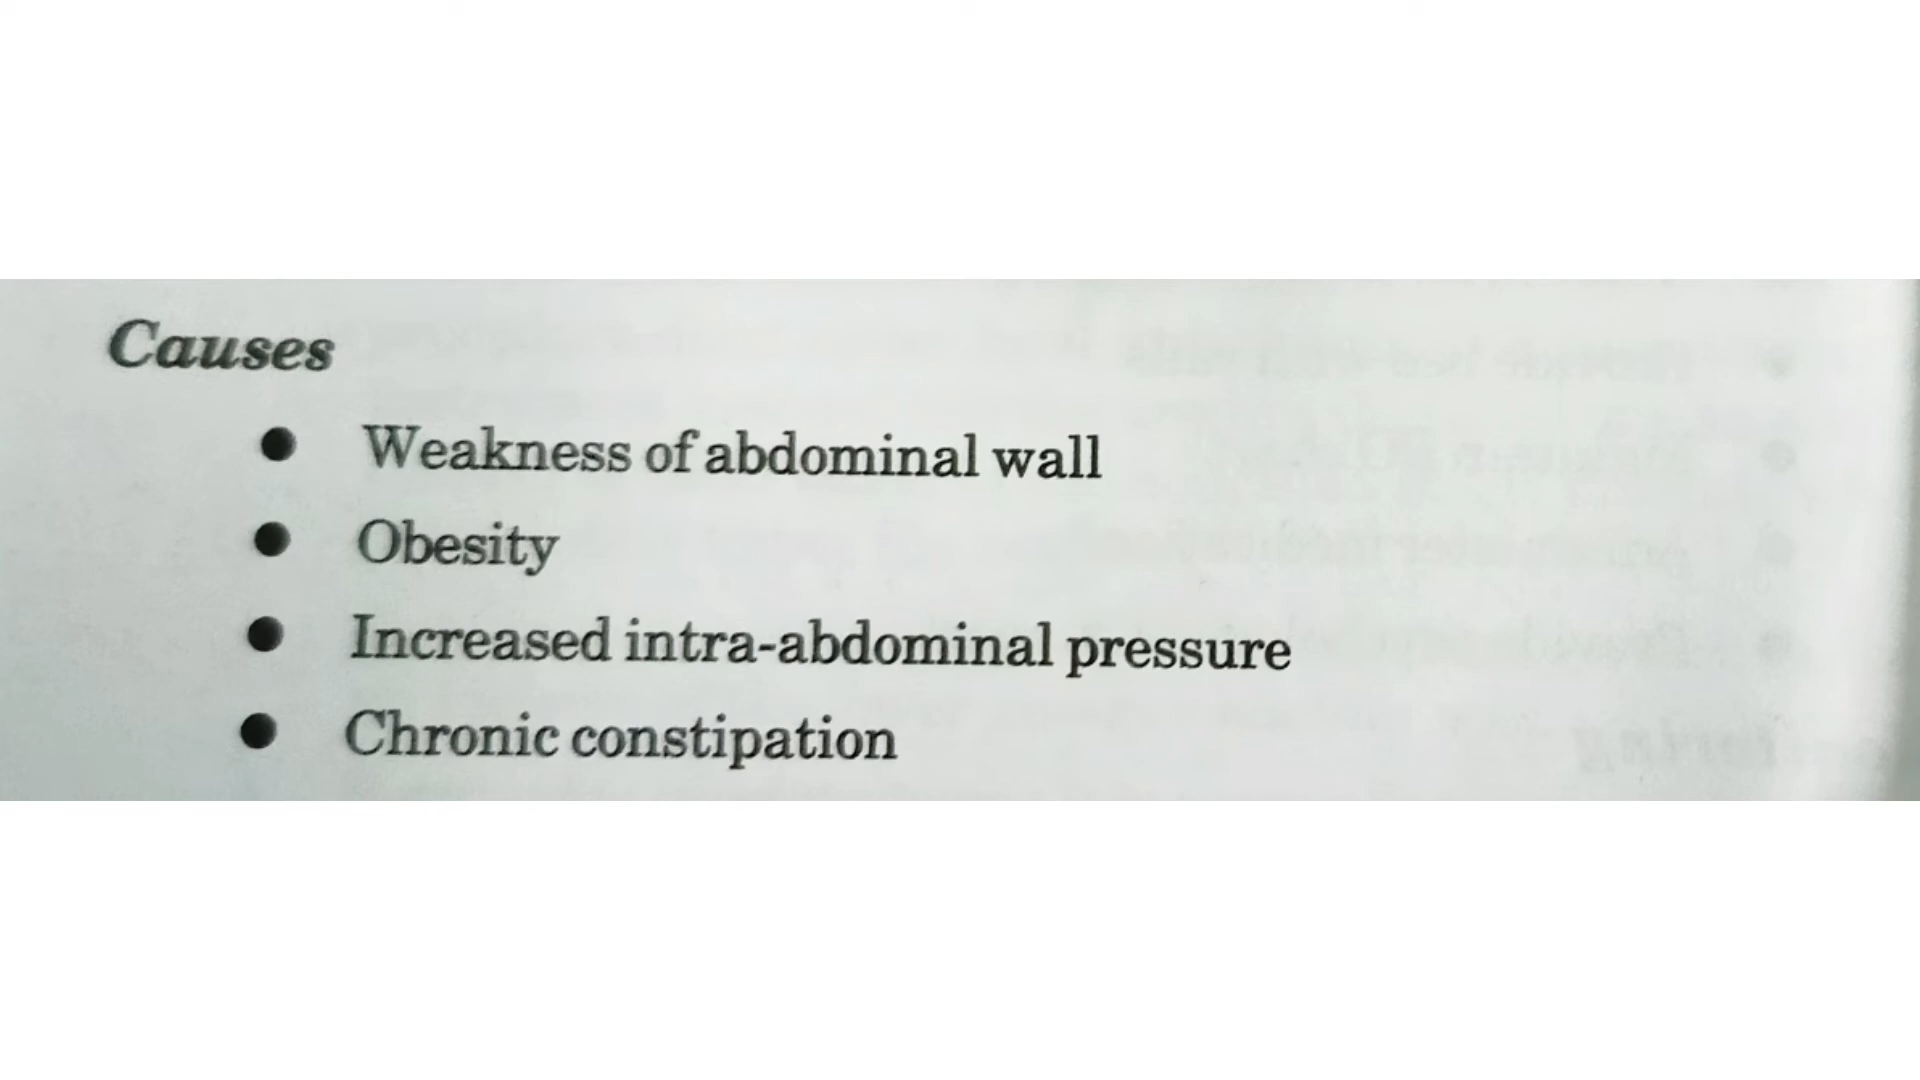 Causes
● Weakness of abdominal wall
● Obesity
● Increased intra-abdominal pressure
● Chronic constipation